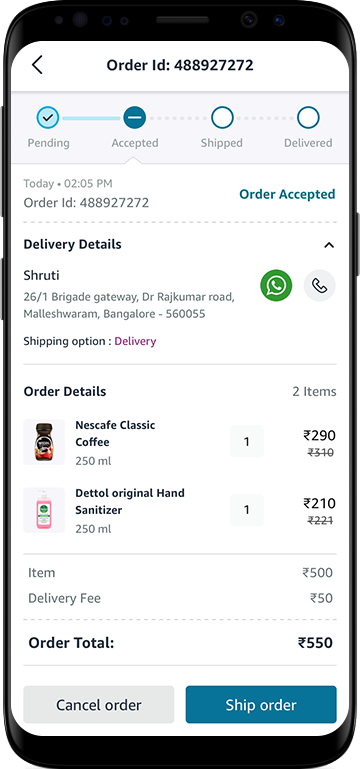 Order Id: 488927272
Pending
Accepted
Shipped
Delivered
Today • 02:05 PM
Order Id: 488927272
Order Accepted
Delivery Details
Shruti
26/1 Brigade gateway, Dr Rajkumar road,
Malleshwaram, Bangalore - 560055
Shipping option : Delivery
Order Details
2 Items
Nescafe Classic
Coffee
250 ml
1
₹290
₹310
Dettol original Hand
Sanitizer
250 ml
1
₹210
₹221
Item
₹500
Delivery Fee
₹50
Order Total:
₹550
Cancel order
Ship order